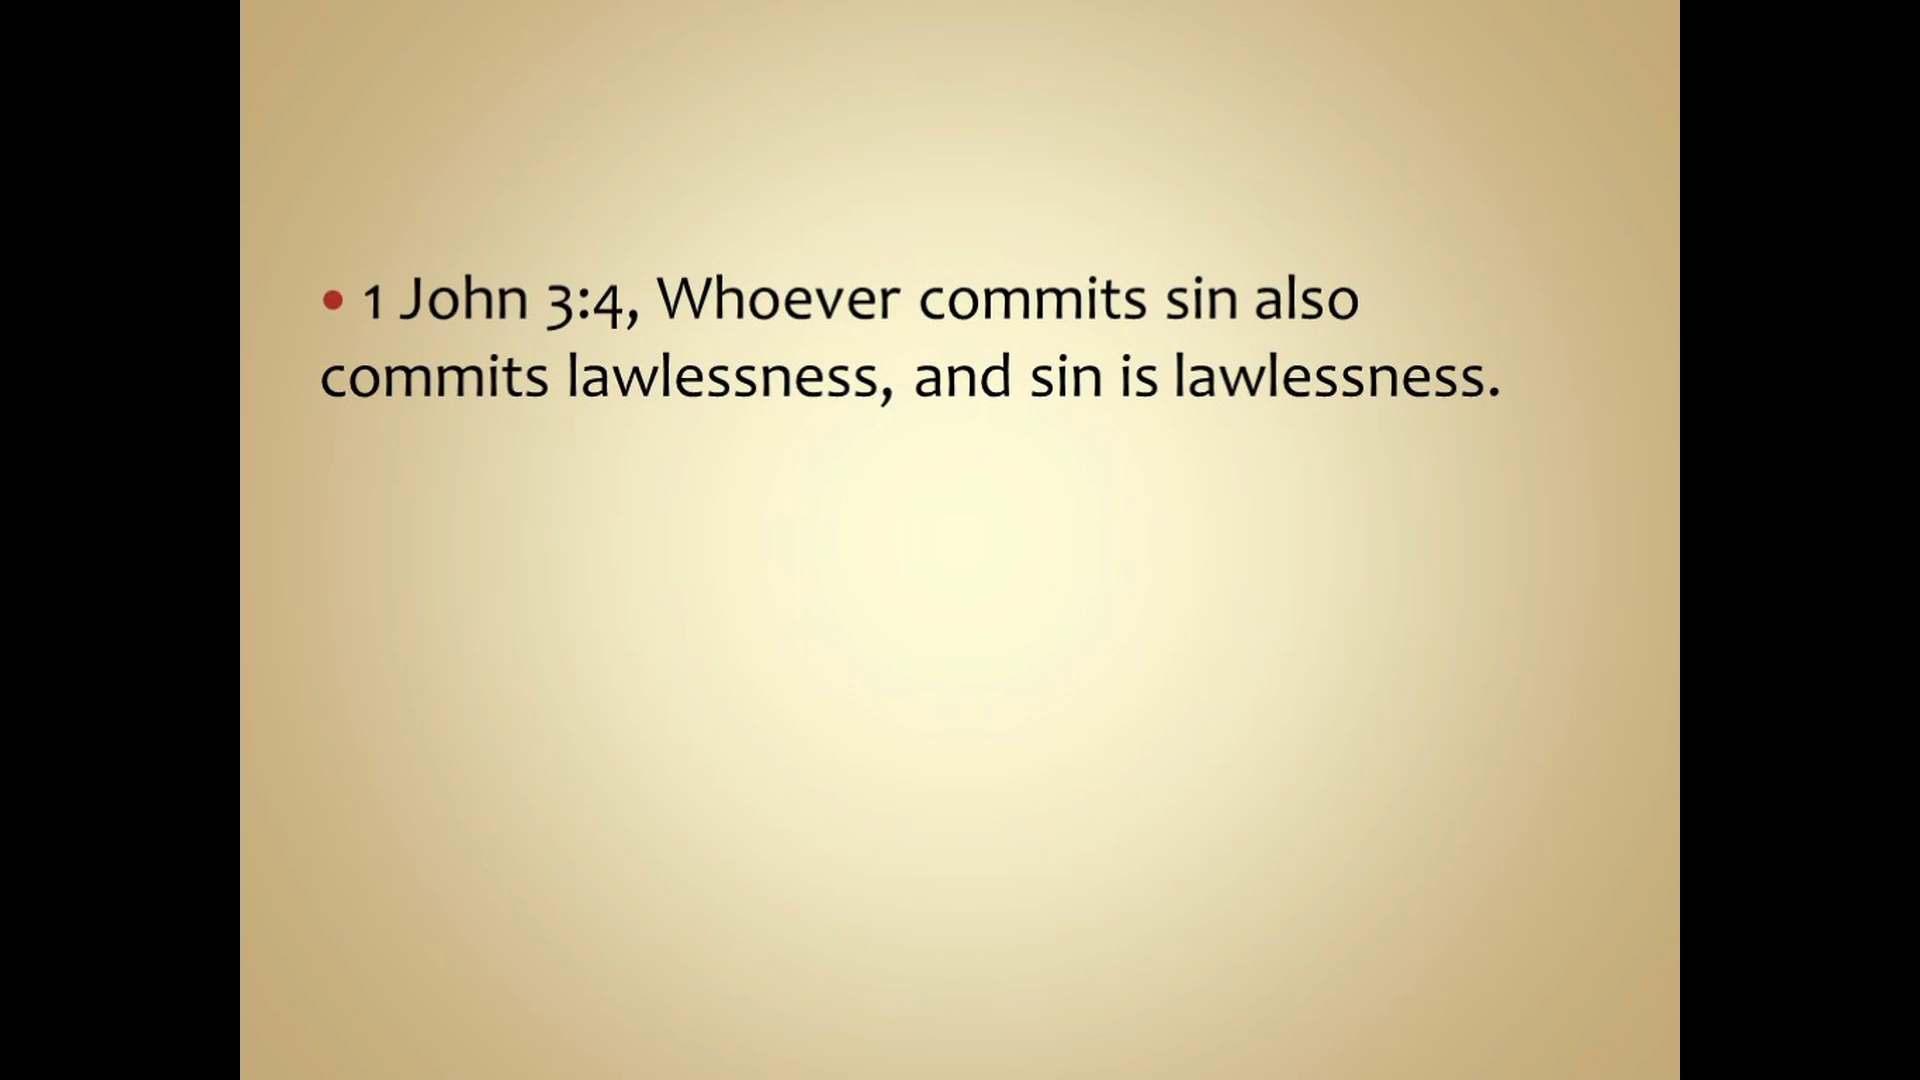 • 1 John 3:4, Whoever commits sin also
commits lawlessness, and sin is lawlessness.